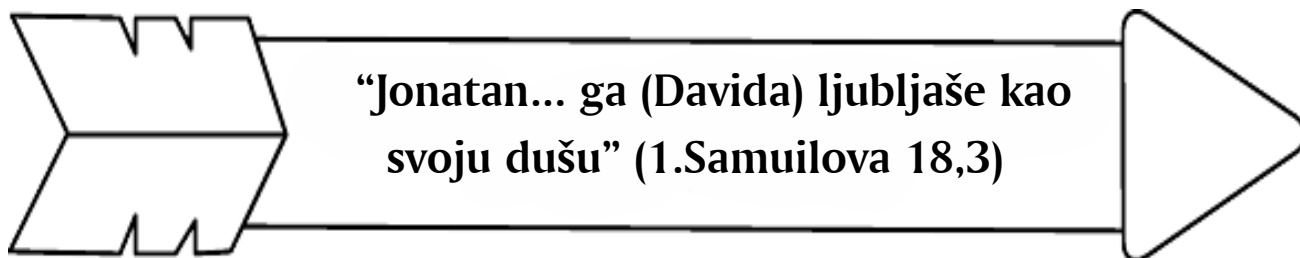 “Jonatan... ga (Davida) ljubljaše kao
svoju dušu” (1.Samuilova 18,3)